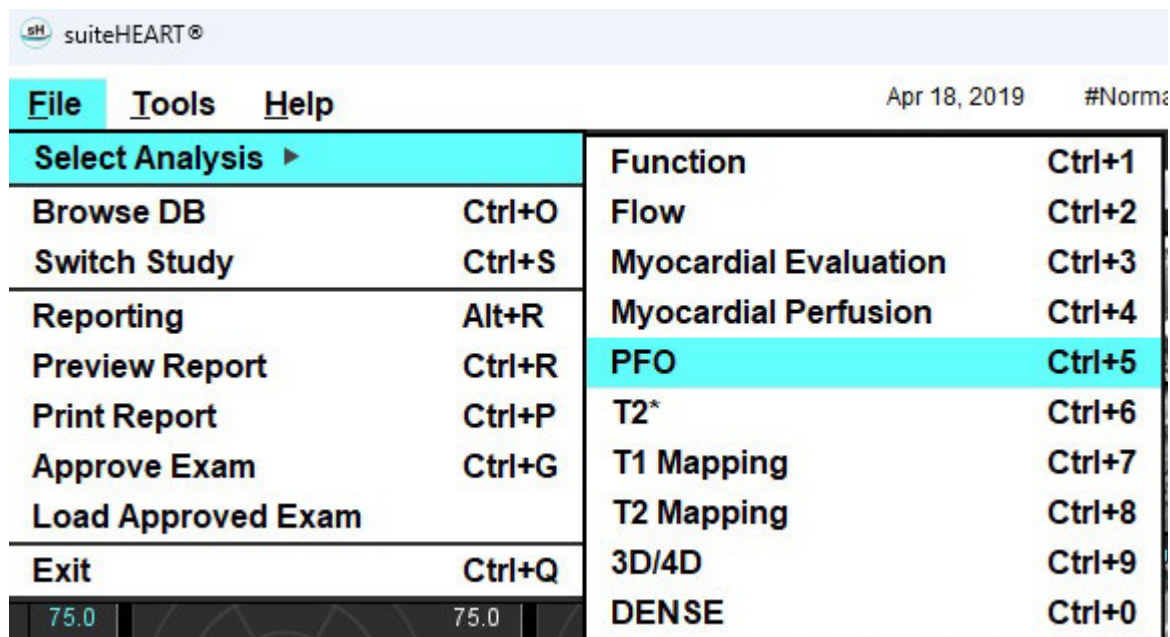 sH suiteHEART®
File Tools Help Apr 18, 2019 #Norma
Select Analysis ▶
Browse DB Ctrl+O
Switch Study Ctrl+S
Reporting Alt+R
Preview Report Ctrl+R
Print Report Ctrl+P
Approve Exam Ctrl+G
Load Approved Exam
Exit Ctrl+Q
75.0 75.0
Function Ctrl+1
Flow Ctrl+2
Myocardial Evaluation Ctrl+3
Myocardial Perfusion Ctrl+4
PFO Ctrl+5
T2* Ctrl+6
T1 Mapping Ctrl+7
T2 Mapping Ctrl+8
3D/4D Ctrl+9
DENSE Ctrl+0